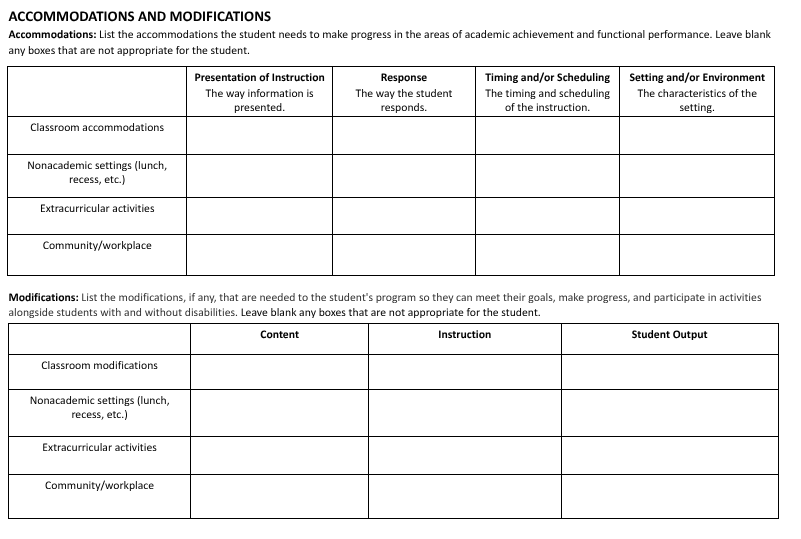 ACCOMMODATIONS AND MODIFICATIONS
Accommodations: List the accommodations the student needs to make progress in the areas of academic achievement and functional performance. Leave blank
any boxes that are not appropriate for the student.
Presentation of Instruction
The way information is
presented.
Response
The way the student
responds.
Timing and/or Scheduling
The timing and scheduling
of the instruction.
Setting and/or Environment
The characteristics of the
setting.
Classroom accommodations
Nonacademic settings (lunch,
recess, etc.)
Extracurricular activities
Community/workplace
Modifications: List the modifications, if any, that are needed to the student's program so they can meet their goals, make progress, and participate in activities
alongside students with and without disabilities. Leave blank any boxes that are not appropriate for the student.
Content
Instruction
Student Output
Classroom modifications
Nonacademic settings (lunch,
recess, etc.)
Extracurricular activities
Community/workplace